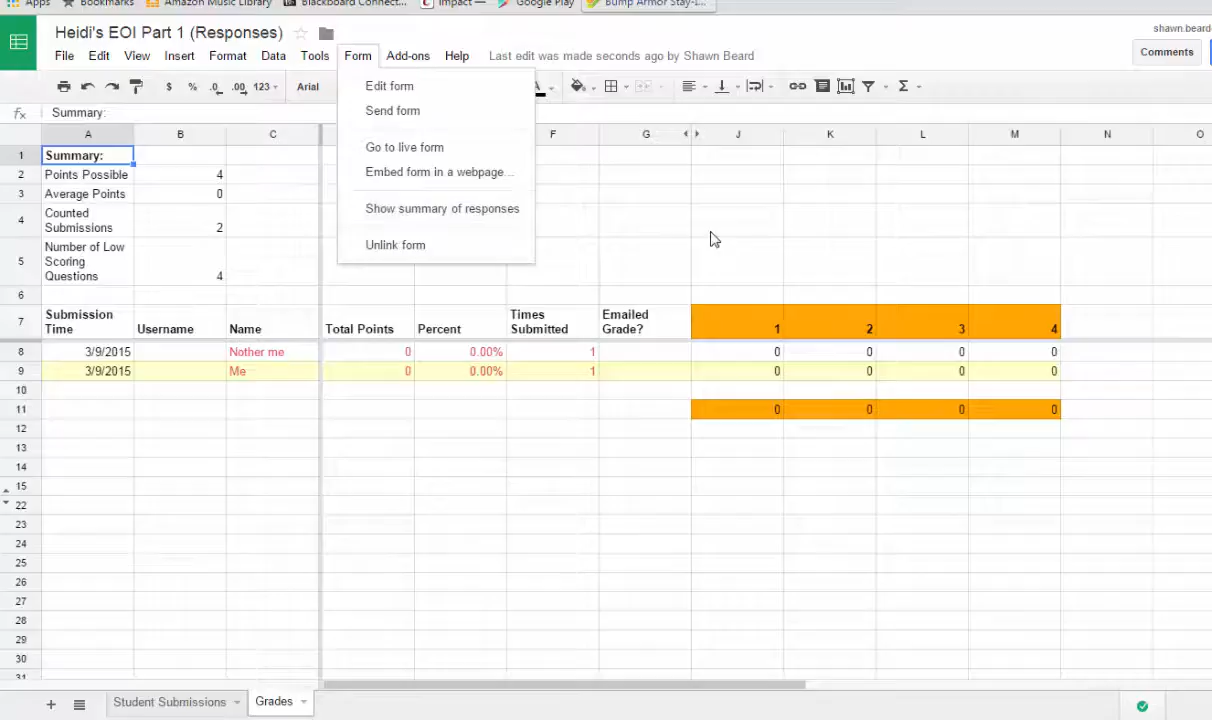 Apps Bookmarks Amazon Music Library Blackboard Connect... Impact — Google Play Bump Armor Stay-I...
Heidi's EOI Part 1 (Responses) shawn.beard
File Edit View Insert Format Data Tools Form Add-ons Help Last edit was made seconds ago by Shawn Beard Comments
$ % .0 .00 123 Arial A Σ
fx Summary:
A B C F G J K L M N O
1 Summary:
2 Points Possible 4
3 Average Points 0
4 Counted Submissions 2
5 Number of Low Scoring Questions 4
6
7 Submission Time Username Name Total Points Percent Times Submitted Emailed Grade? 1 2 3 4
8 3/9/2015 Nother me 0 0.00% 1 0 0 0 0
9 3/9/2015 Me 0 0.00% 1 0 0 0 0
10
11 0 0 0 0
12
13
14
15
22
23
24
25
26
27
28
29
30
31
Edit form
Send form
Go to live form
Embed form in a webpage...
Show summary of responses
Unlink form
+ Student Submissions Grades